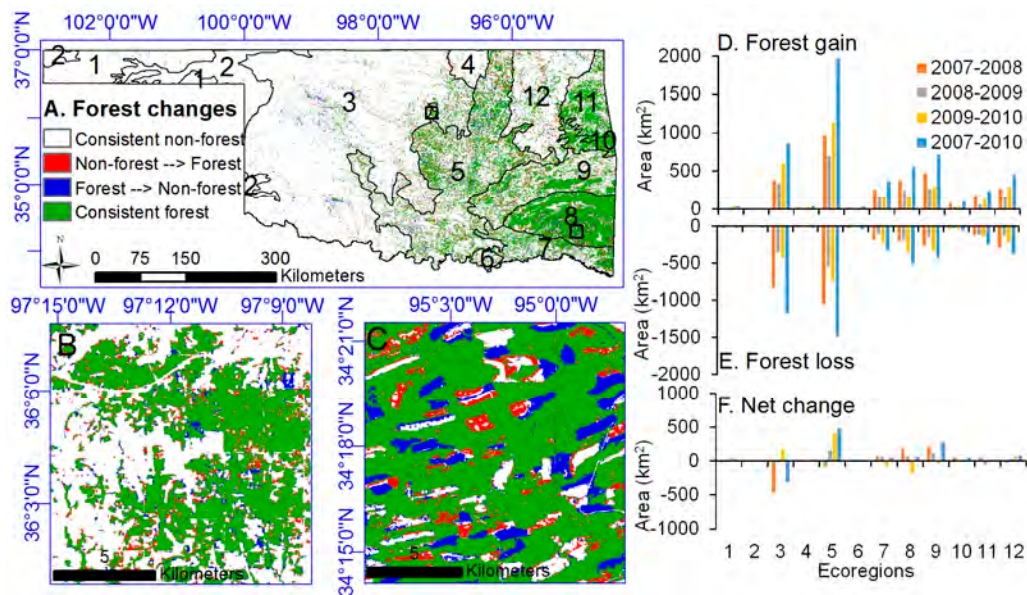 102°0'0"W 100°0'0"W 98°0'0"W 96°0'0"W
37°0'0"N
35°0'0"N
2 1 1 2 3 4 12 11 10
5 9
2 8
6 7
A. Forest changes
Consistent non-forest
Non-forest --> Forest
Forest --> Non-forest
Consistent forest
N
0 75 150 300
Kilometers
97°15'0"W 97°12'0"W 97°9'0"W
36°6'0"N
36°3'0"N
B
5
Kilometers
95°3'0"W 95°0'0"W
34°21'0"N
34°18'0"N
34°15'0"N
C
5
Kilometers
D. Forest gain
2007-2008
2008-2009
2009-2010
2007-2010
Area (km²)
2000
1500
1000
500
0
Area (km²)
-500
-1000
-1500
-2000
E. Forest loss
F. Net change
Area (km²)
1000
500
0
-500
1000
1 2 3 4 5 6 7 8 9 10 11 12
Ecoregions